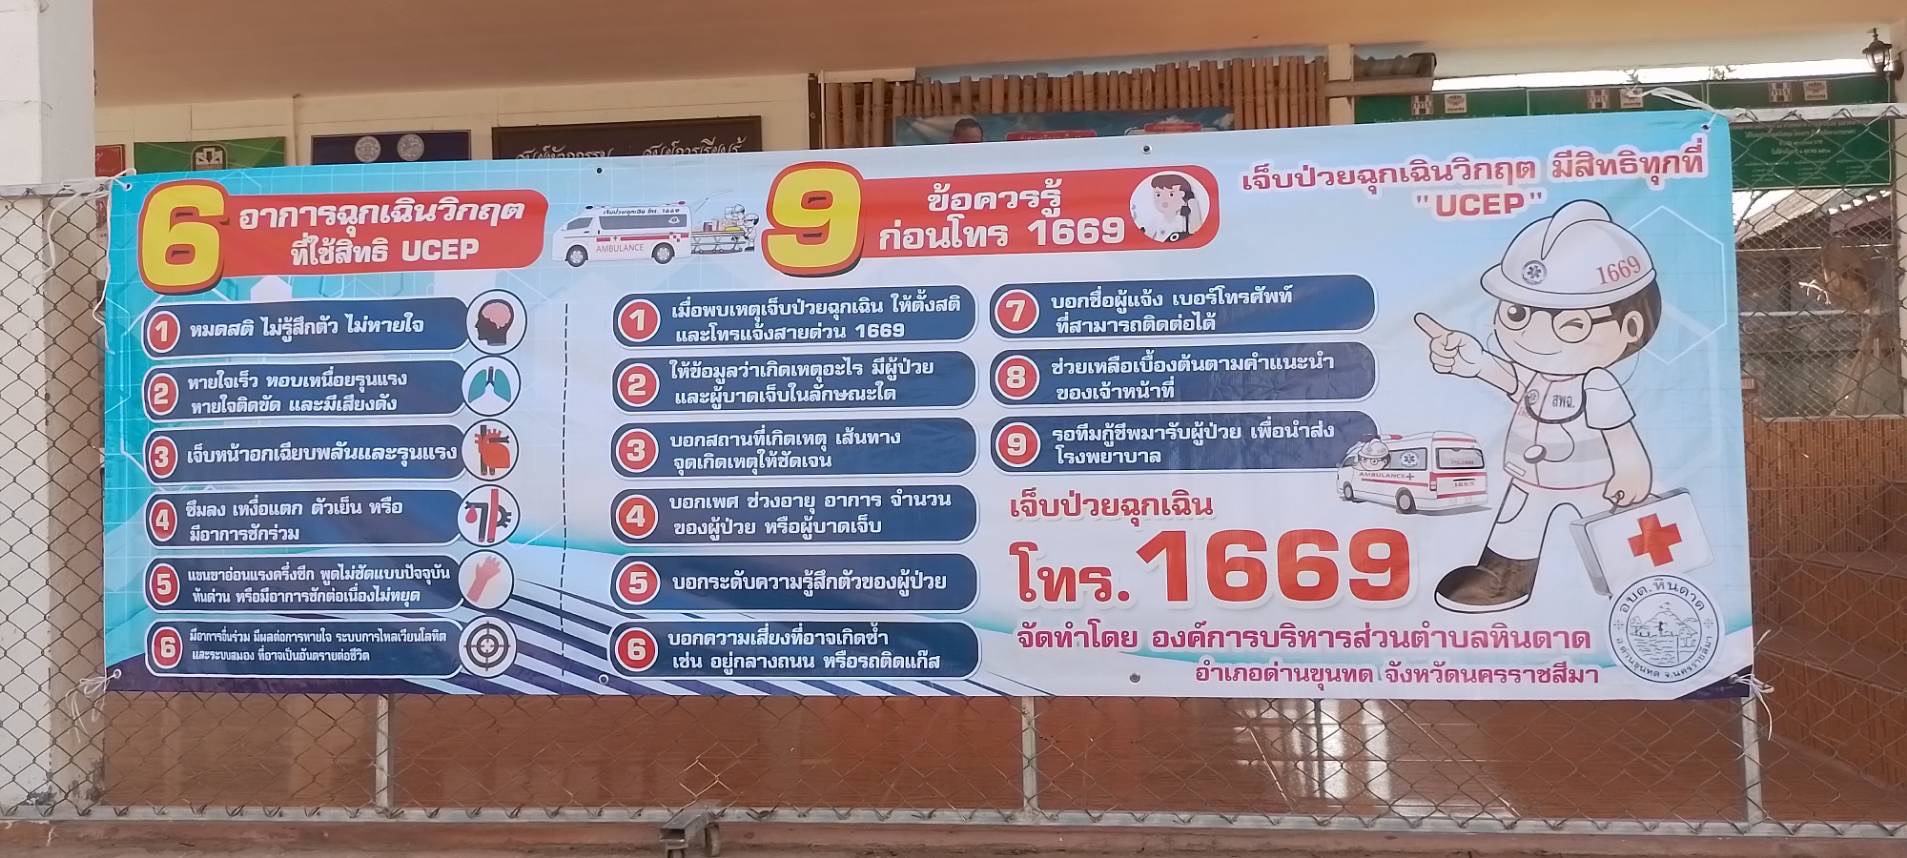 6
อาการฉุกเฉินวิกฤต
ที่ใช้สิทธิ UCEP
1 หมดสติ ไม่รู้สึกตัว ไม่หายใจ
2 หายใจเร็ว หอบเหนื่อยรุนแรง
หายใจติดขัด และมีเสียงดัง
3 เจ็บหน้าอกเฉียบพลันและรุนแรง
4 ซึมลง เหงื่อแตก ตัวเย็น หรือ
มีอาการชักร่วม
5 แขนขาอ่อนแรงครึ่งซีก พูดไม่ชัดแบบปัจจุบัน
ทันด่วน หรือมีอาการชักต่อเนื่องไม่หยุด
6 มีอาการอื่นร่วม มีผลต่อการหายใจ ระบบการไหลเวียนโลหิต
และระบบสมอง ที่อาจเป็นอันตรายต่อชีวิต
AMBULANCE
9
ข้อควรรู้
ก่อนโทร 1669
1 เมื่อพบเหตุเจ็บป่วยฉุกเฉิน ให้ตั้งสติ
และโทรแจ้งสายด่วน 1669
2 ให้ข้อมูลว่าเกิดเหตุอะไร มีผู้ป่วย
และผู้บาดเจ็บในลักษณะใด
3 บอกสถานที่เกิดเหตุ เส้นทาง
จุดเกิดเหตุให้ชัดเจน
4 บอกเพศ ช่วงอายุ อาการ จำนวน
ของผู้ป่วย หรือผู้บาดเจ็บ
5 บอกระดับความรู้สึกตัวของผู้ป่วย
6 บอกความเสี่ยงที่อาจเกิดซ้ำ
เช่น อยู่กลางถนน หรือรถติดแก๊ส
7 บอกชื่อผู้แจ้ง เบอร์โทรศัพท์
ที่สามารถติดต่อได้
8 ช่วยเหลือเบื้องต้นตามคำแนะนำ
ของเจ้าหน้าที่
9 รอทีมกู้ชีพมารับผู้ป่วย เพื่อนำส่ง
โรงพยาบาล
เจ็บป่วยฉุกเฉินวิกฤต มีสิทธิทุกที่
"UCEP"
1669
สพฉ.
AMBULANCE
เจ็บป่วยฉุกเฉิน
โทร. 1669
จัดทำโดย องค์การบริหารส่วนตำบลหินดาด
อำเภอด่านขุนทด จังหวัดนครราชสีมา
อบต.หินดาด
อ.ด่านขุนทด จ.นครราชสีมา